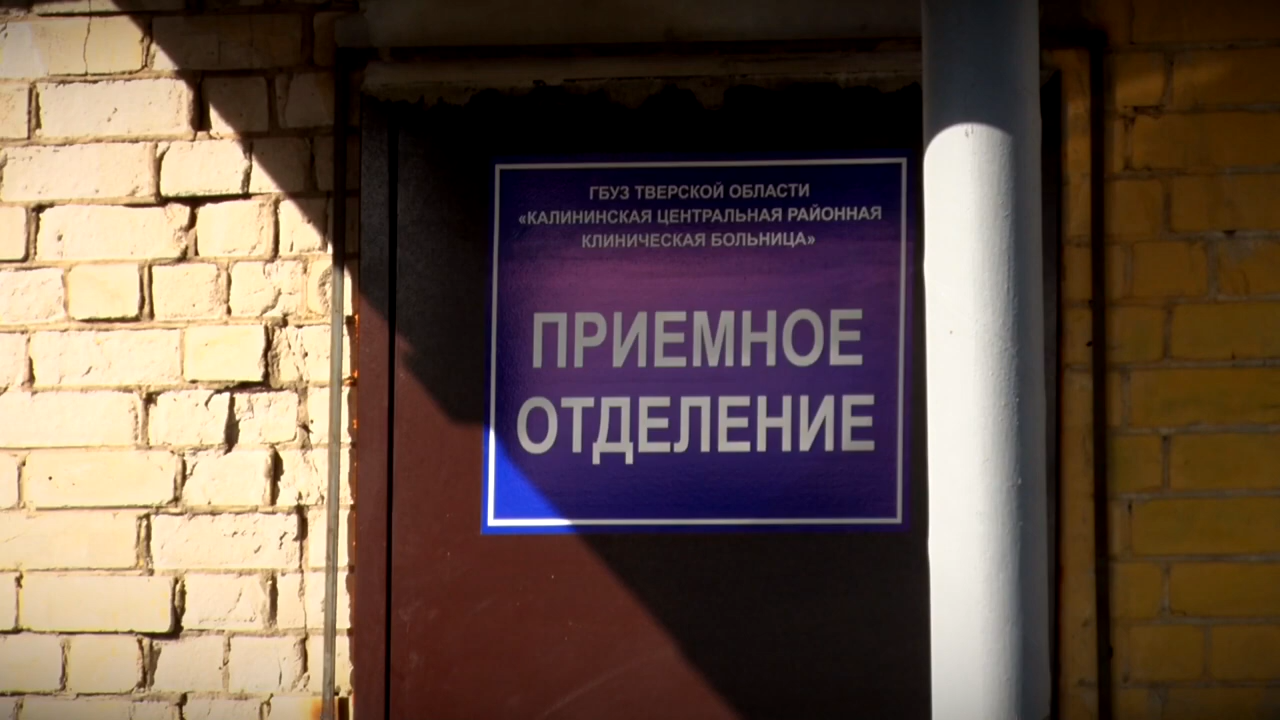 ГБУЗ ТВЕРСКОЙ ОБЛАСТИ
«КАЛИНИНСКАЯ ЦЕНТРАЛЬНАЯ РАЙОННАЯ
КЛИНИЧЕСКАЯ БОЛЬНИЦА»
ПРИЕМНОЕ
ОТДЕЛЕНИЕ